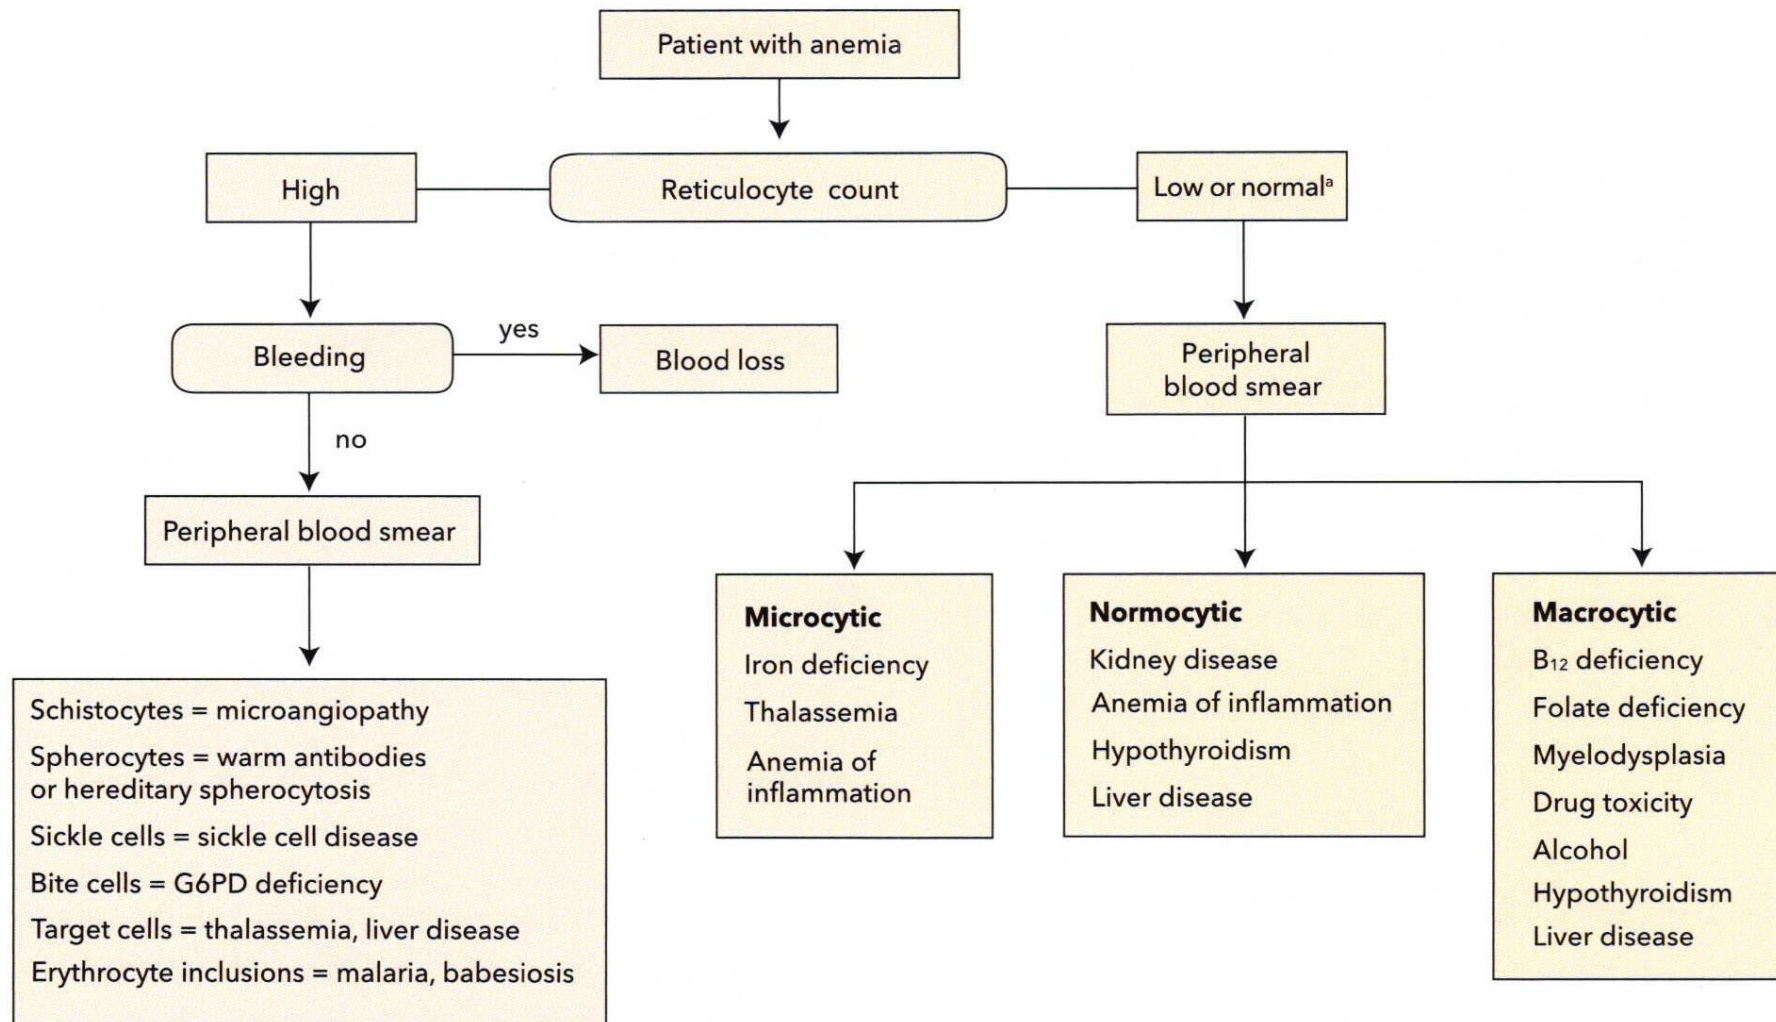 Patient with anemia
High
Reticulocyte count
Low or normalᵃ
Bleeding
yes
Blood loss
no
Peripheral blood smear
Schistocytes = microangiopathy
Spherocytes = warm antibodies
or hereditary spherocytosis
Sickle cells = sickle cell disease
Bite cells = G6PD deficiency
Target cells = thalassemia, liver disease
Erythrocyte inclusions = malaria, babesiosis
Peripheral
blood smear
Microcytic
Iron deficiency
Thalassemia
Anemia of
inflammation
Normocytic
Kidney disease
Anemia of inflammation
Hypothyroidism
Liver disease
Macrocytic
B₁₂ deficiency
Folate deficiency
Myelodysplasia
Drug toxicity
Alcohol
Hypothyroidism
Liver disease